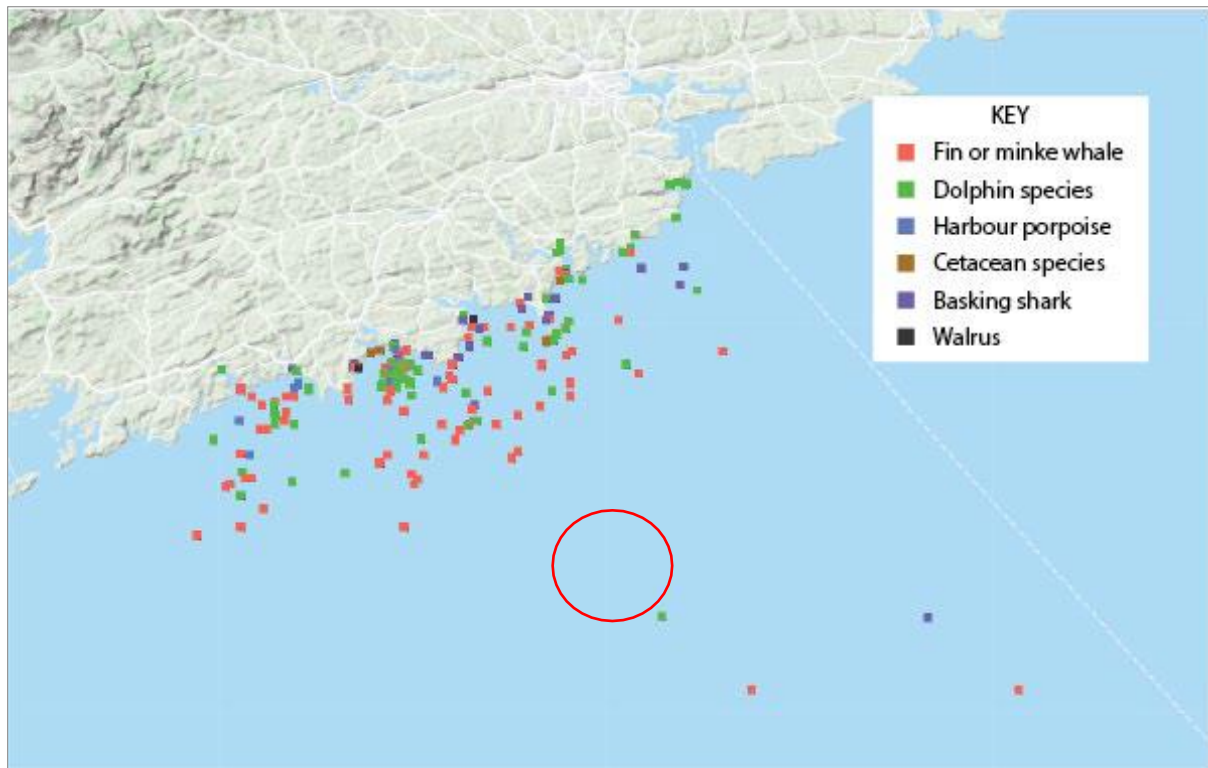 KEY
Fin or minke whale
Dolphin species
Harbour porpoise
Cetacean species
Basking shark
Walrus